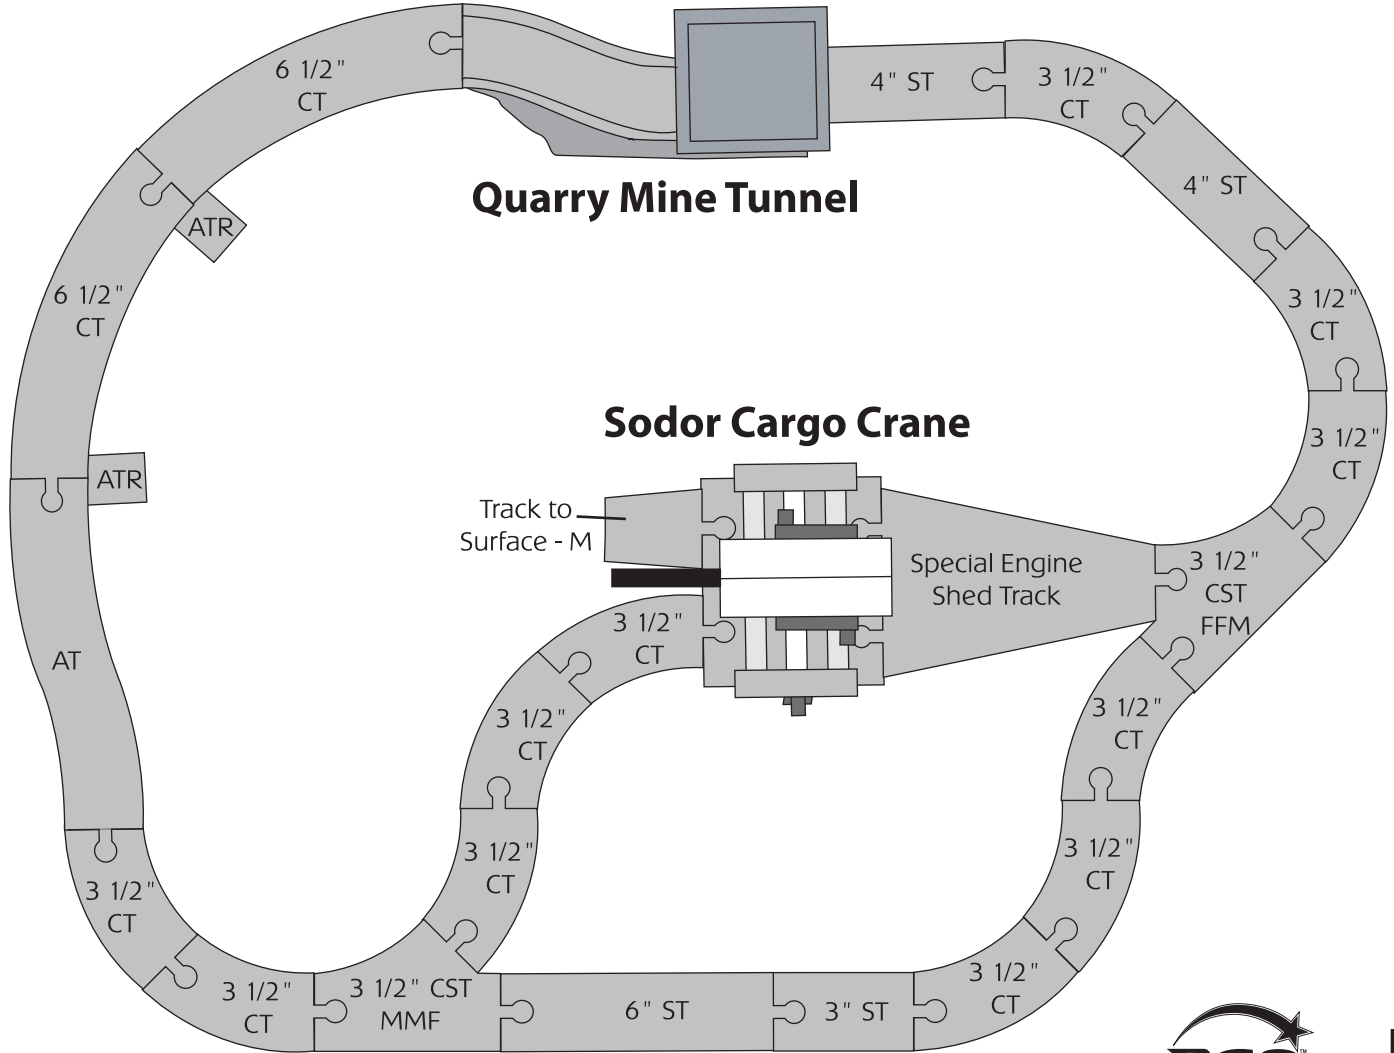 6 1/2"
CT
4" ST
3 1/2"
CT
Quarry Mine Tunnel
4" ST
ATR
6 1/2"
CT
3 1/2"
CT
Sodor Cargo Crane
3 1/2"
CT
ATR
Track to
Surface - M
Special Engine
Shed Track
3 1/2"
CST
FFM
3 1/2"
CT
AT
3 1/2"
CT
3 1/2"
CT
3 1/2"
CT
3 1/2"
CT
3 1/2"
CT
3 1/2"
CT
3 1/2" CST
MMF
6" ST
3" ST
3 1/2"
CT